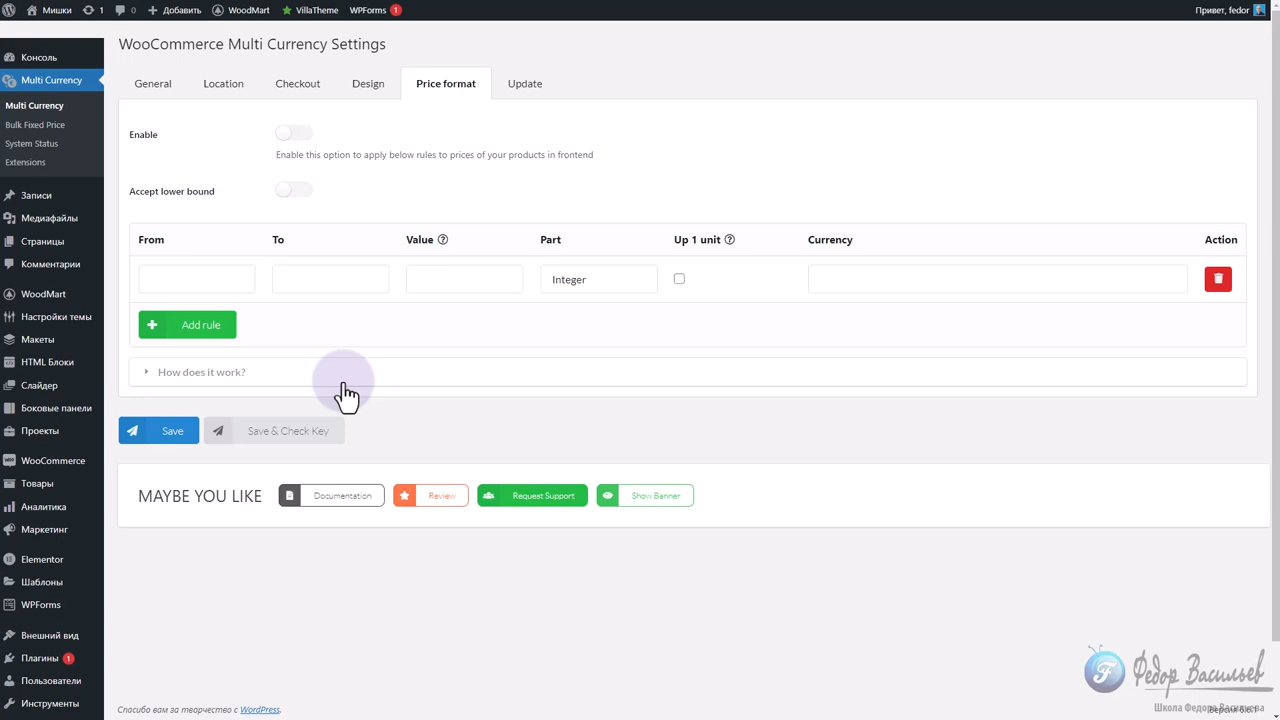 Мишки 1 0 Добавить WoodMart VillaTheme WPForms 1 Привет, fedor
WooCommerce Multi Currency Settings
Консоль
Multi Currency
Multi Currency
Bulk Fixed Price
System Status
Extensions
Записи
Медиафайлы
Страницы
Комментарии
WoodMart
Настройки темы
Макеты
HTML Блоки
Слайдер
Боковые панели
Проекты
WooCommerce
Товары
Аналитика
Маркетинг
Elementor
Шаблоны
WPForms
Внешний вид
Плагины 1
Пользователи
Инструменты
General Location Checkout Design Price format Update
Enable
Enable this option to apply below rules to prices of your products in frontend
Accept lower bound
From To Value Part Up 1 unit Currency Action
Integer
Add rule
How does it work?
Save Save & Check Key
MAYBE YOU LIKE Documentation Review Request Support Show Banner
Федор Васильев
Школа Федора Васильева
Спасибо вам за творчество с WordPress.